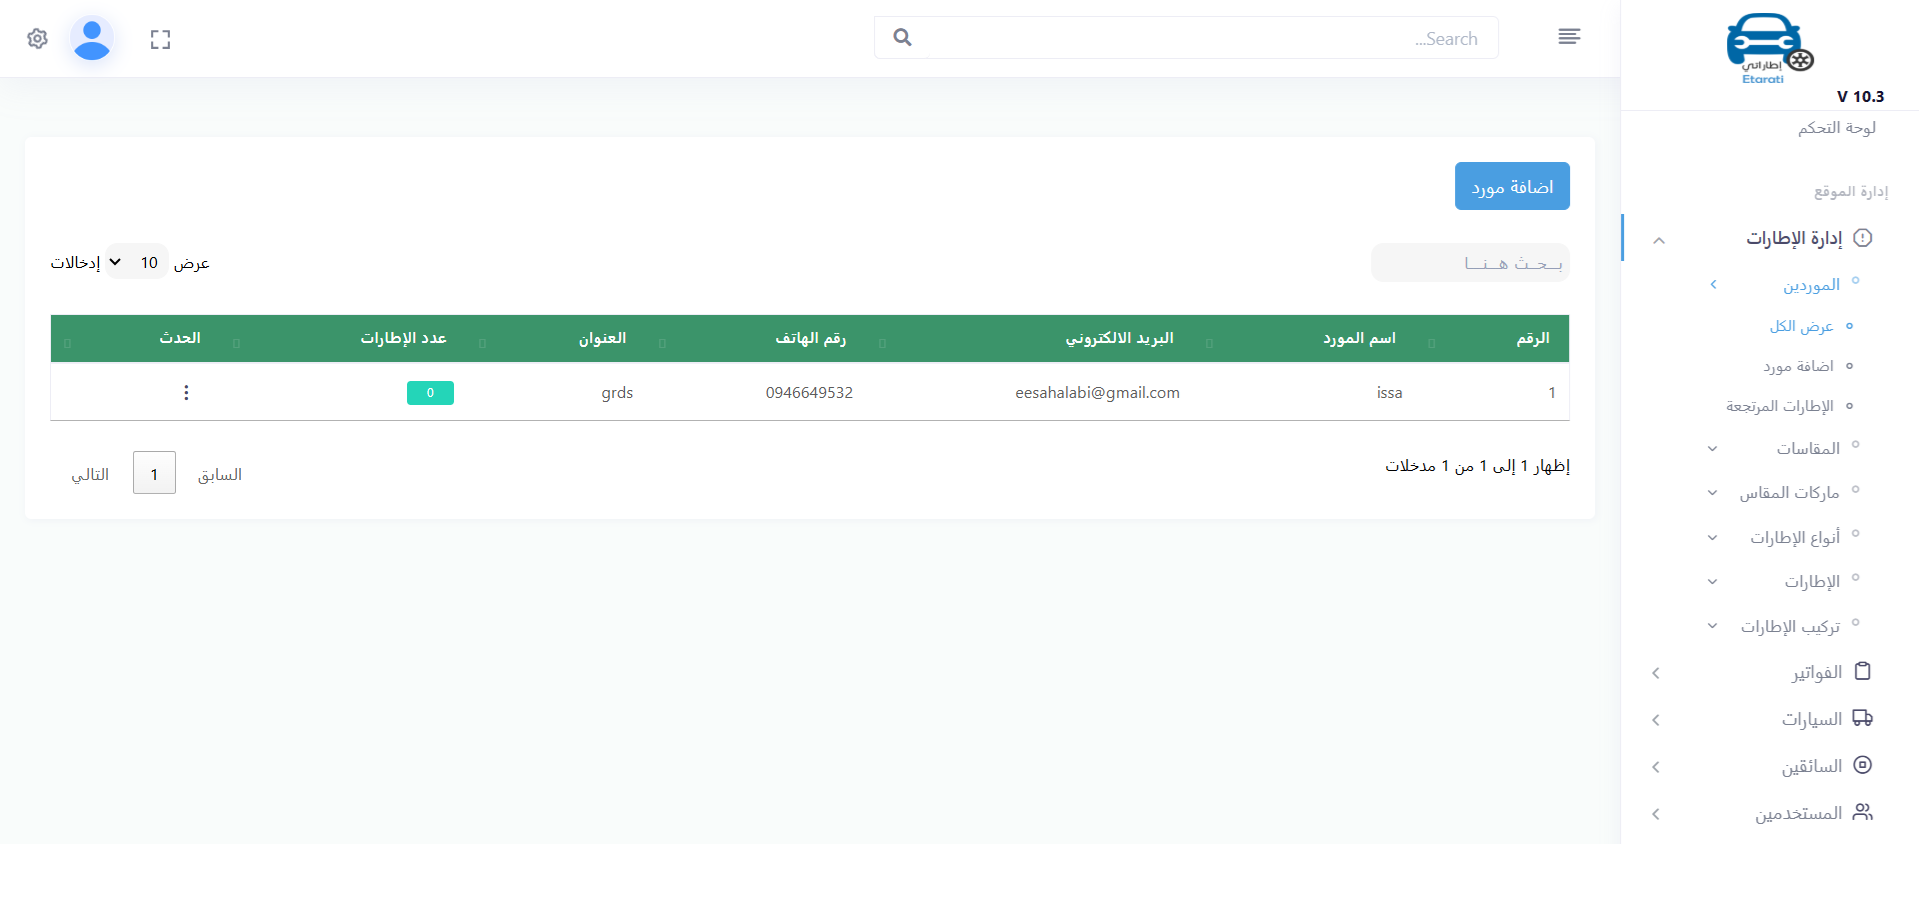 إطاراتي
Etarati
V 10.3
لوحة التحكم
إدارة الموقع
إدارة الإطارات
الموردين
عرض الكل
اضافة مورد
الإطارات المرتجعة
المقاسات
ماركات المقاس
أنواع الإطارات
الإطارات
تركيب الإطارات
الفواتير
السيارات
السائقين
المستخدمين
Search...
اضافة مورد
بـــحــث هـــنـــا
عرض 10 إدخالات
الرقم اسم المورد البريد الالكتروني رقم الهاتف العنوان عدد الإطارات الحدث
1 issa eesahalabi@gmail.com 0946649532 grds 0
إظهار 1 إلى 1 من 1 مدخلات
السابق 1 التالي